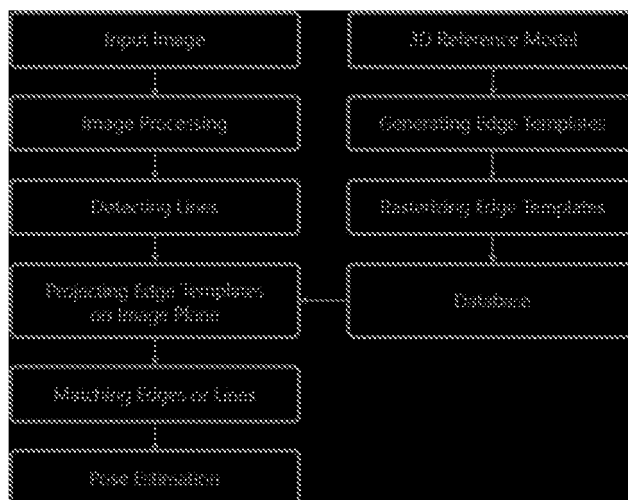 Input Image
3D Reference Model
Image Processing
Generating Edge Templates
Detecting Lines
Rasterizing Edge Templates
Projecting Edge Templates
on Image Plane
Database
Matching Edges or Lines
Pose Estimation